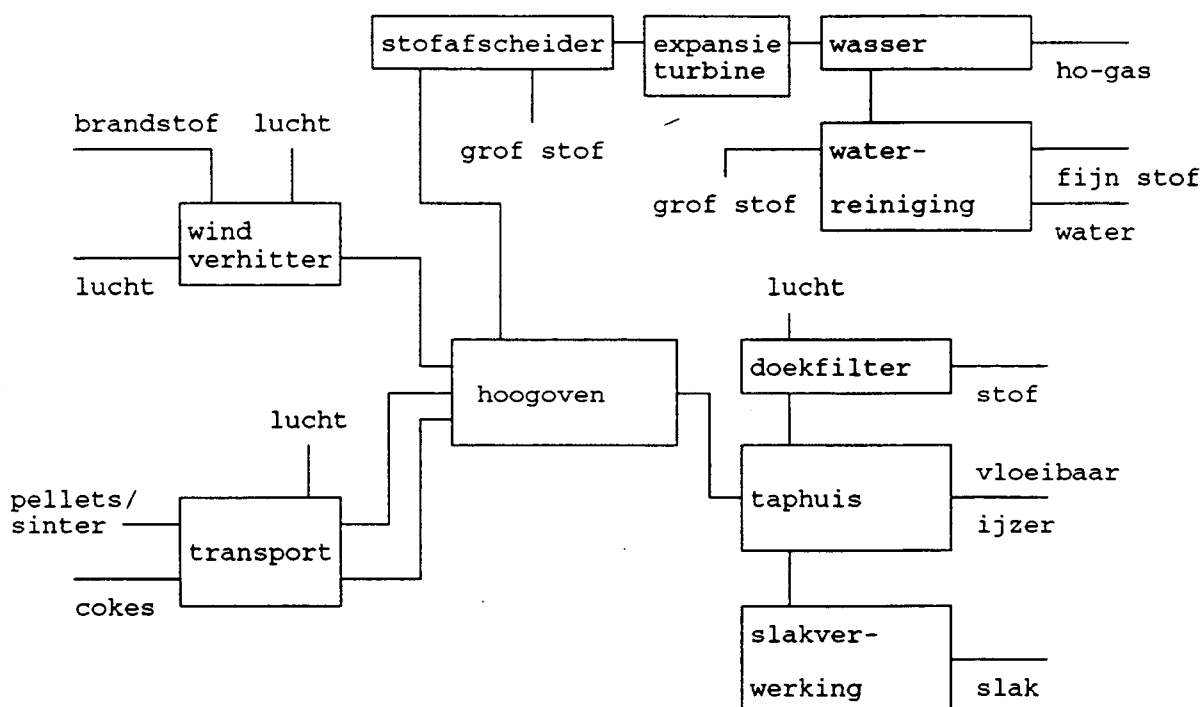 stofafscheider
expansie
turbine
wasser
ho-gas
brandstof
lucht
grof stof
water-
reiniging
grof stof
fijn stof
water
wind
verhitter
lucht
lucht
doekfilter
stof
hoogoven
lucht
pellets/
sinter
transport
cokes
taphuis
vloeibaar
ijzer
slakver-
werking
slak